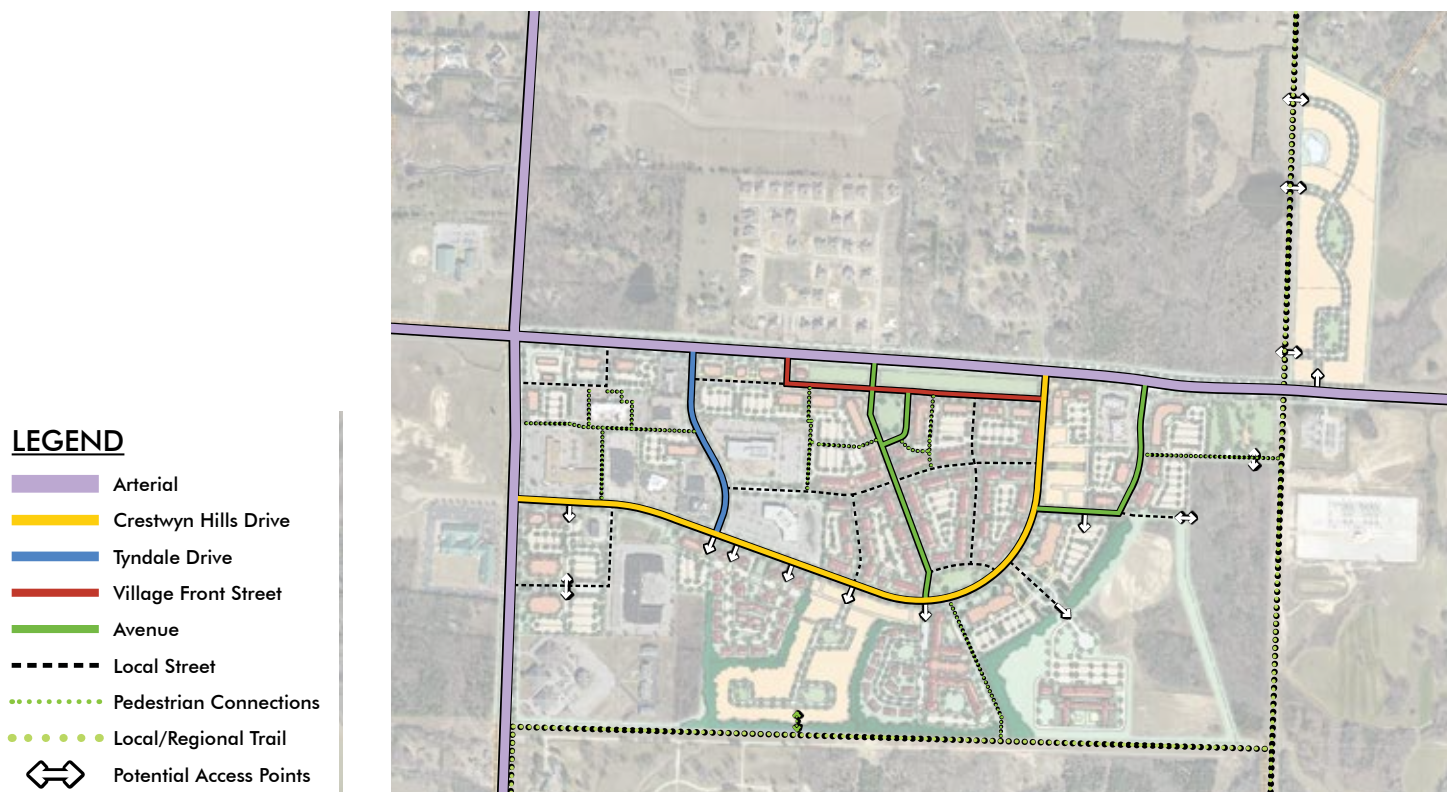 LEGEND
Arterial
Crestwyn Hills Drive
Tyndale Drive
Village Front Street
Avenue
Local Street
Pedestrian Connections
Local/Regional Trail
Potential Access Points